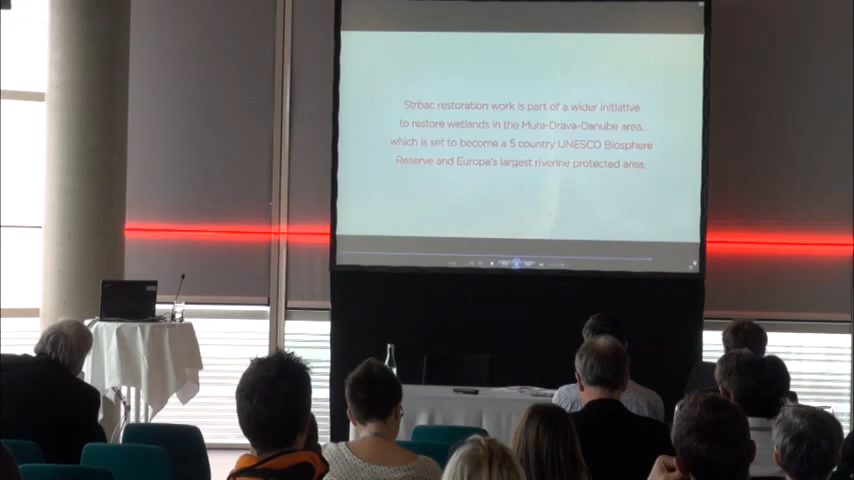 Strbac restoration work is part of a wider initiative
to restore wetlands in the Mura-Drava-Danube area,
which is set to become a 5 country UNESCO Biosphere
Reserve and Europe's largest riverine protected area.